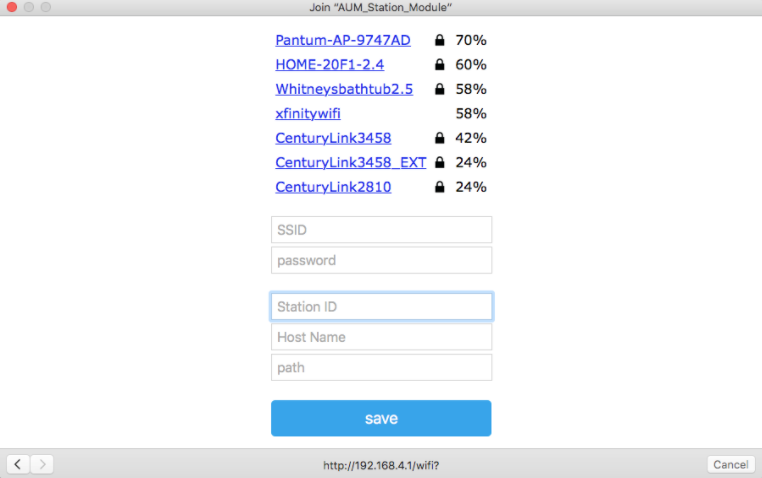 Join “AUM_Station_Module”
Pantum-AP-9747AD 70%
HOME-20F1-2.4 60%
Whitneysbathtub2.5 58%
xfinitywifi 58%
CenturyLink3458 42%
CenturyLink3458_EXT 24%
CenturyLink2810 24%
SSID
password
Station ID
Host Name
path
save
http://192.168.4.1/wifi?
Cancel